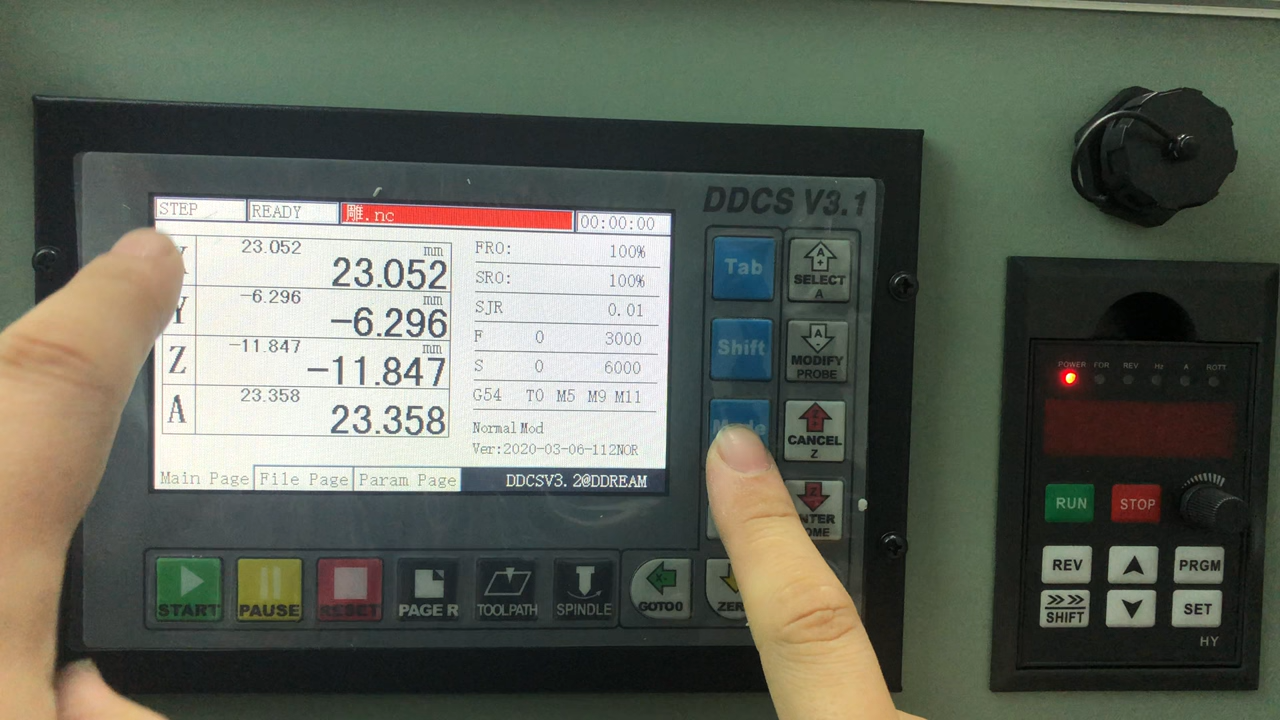 DDCS V3.1
STEP READY 雕.nc 00:00:00
X 23.052 mm 23.052
Y -6.296 mm -6.296
Z -11.847 mm -11.847
A 23.358 23.358
FRO: 100%
SRO: 100%
SJR 0.01
F 0 3000
S 0 6000
G54 T0 M5 M9 M11
Normal Mod
Ver:2020-03-06-112NOR
Main Page File Page Param Page DDCSV3.2@DDREAM
Tab
A+
SELECT
A
Shift
A-
MODIFY
PROBE
Mode
Z+
CANCEL
Z
Z-
START PAUSE RESET PAGE R TOOLPATH SPINDLE
X-
GOTO0
POWER FOR REV Hz A ROTT
RUN STOP
REV PRGM
SHIFT SET
HY